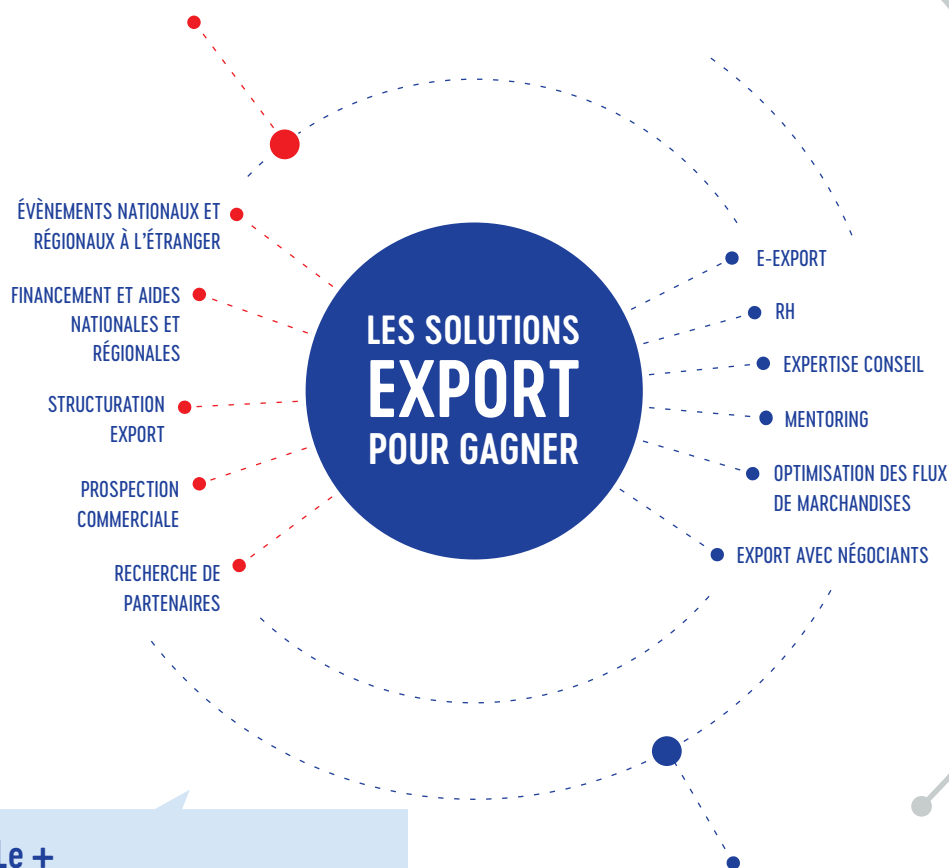 LES SOLUTIONS
EXPORT
POUR GAGNER
ÉVÈNEMENTS NATIONAUX ET
RÉGIONAUX À L'ÉTRANGER
FINANCEMENT ET AIDES
NATIONALES ET
RÉGIONALES
STRUCTURATION
EXPORT
PROSPECTION
COMMERCIALE
RECHERCHE DE
PARTENAIRES
E-EXPORT
RH
EXPERTISE CONSEIL
MENTORING
OPTIMISATION DES FLUX
DE MARCHANDISES
EXPORT AVEC NÉGOCIANTS
Le +